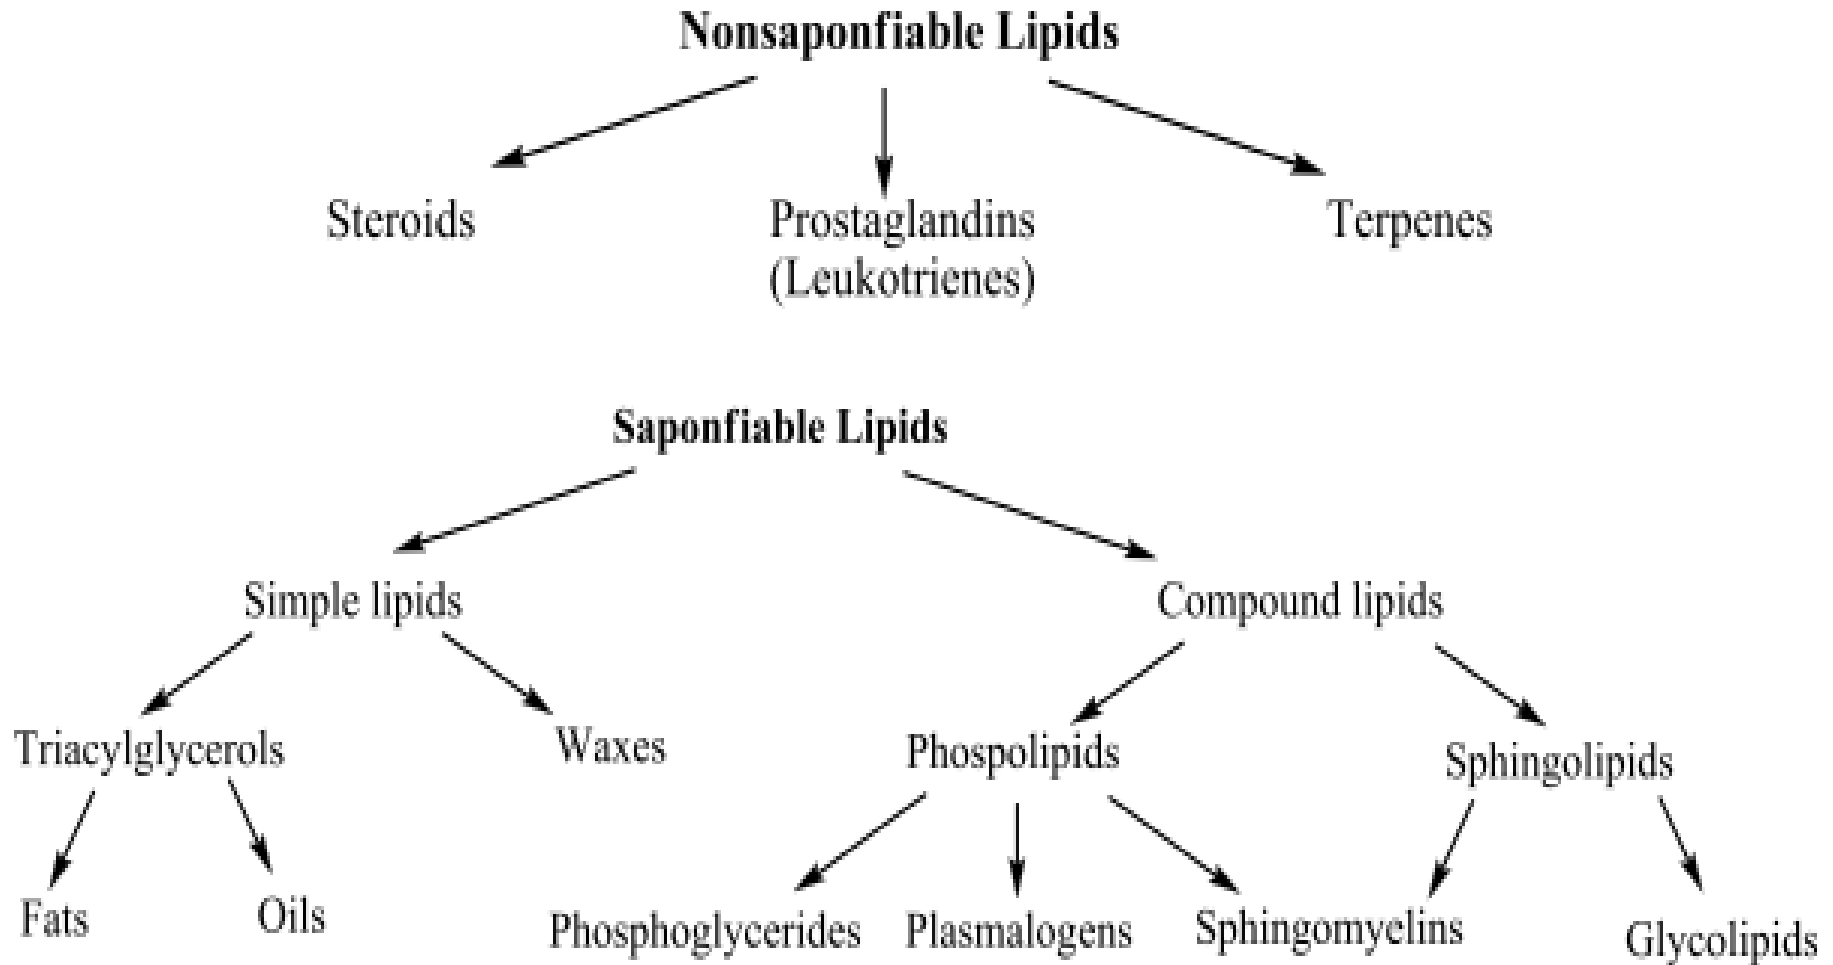 Nonsaponfiable Lipids
Steroids
Prostaglandins
(Leukotrienes)
Terpenes
Saponfiable Lipids
Simple lipids
Compound lipids
Triacylglycerols
Waxes
Phospolipids
Sphingolipids
Fats
Oils
Phosphoglycerides
Plasmalogens
Sphingomyelins
Glycolipids